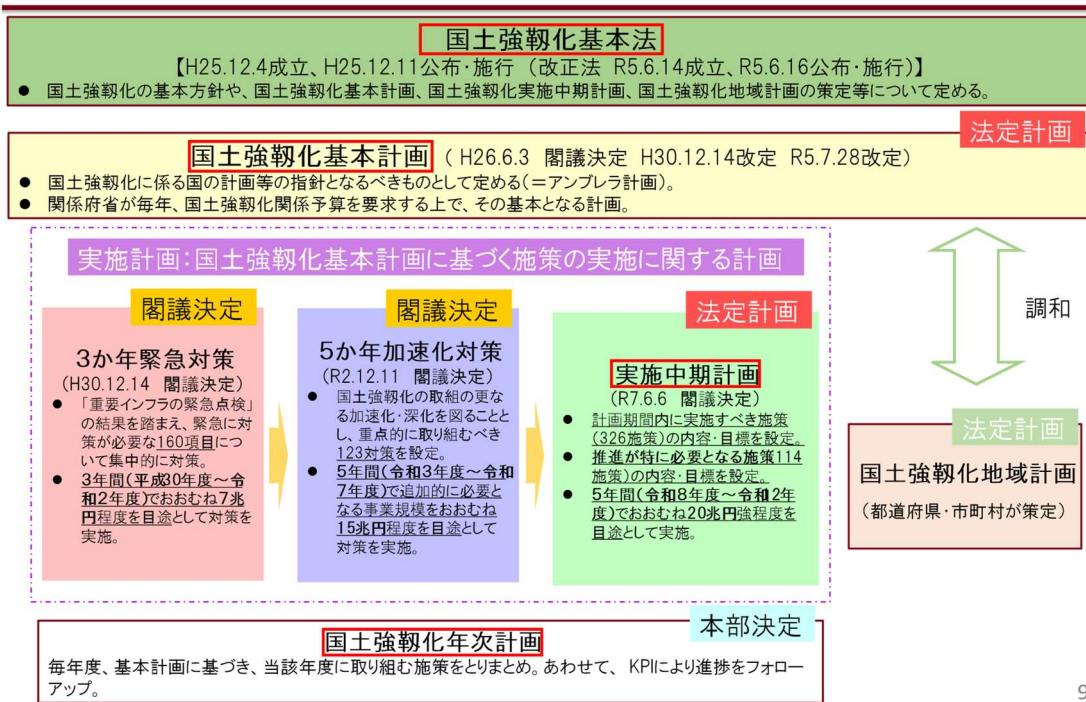 国土強靱化基本法
【H25.12.4成立、H25.12.11公布・施行 （改正法 R5.6.14成立、R5.6.16公布・施行）】
● 国土強靱化の基本方針や、国土強靱化基本計画、国土強靱化実施中期計画、国土強靱化地域計画の策定等について定める。
法定計画
国土強靱化基本計画 （ H26.6.3 閣議決定 H30.12.14改定 R5.7.28改定）
● 国土強靱化に係る国の計画等の指針となるべきものとして定める（＝アンブレラ計画）。
● 関係府省が毎年、国土強靱化関係予算を要求する上で、その基本となる計画。
実施計画：国土強靱化基本計画に基づく施策の実施に関する計画
閣議決定
3か年緊急対策
（H30.12.14 閣議決定）
● 「重要インフラの緊急点検」
の結果を踏まえ、緊急に対
策が必要な160項目につ
いて集中的に対策。
● 3年間（平成30年度～令
和2年度）でおおむね7兆
円程度を目途として対策を
実施。
閣議決定
5か年加速化対策
（R2.12.11 閣議決定）
● 国土強靱化の取組の更な
る加速化・深化を図ることと
し、重点的に取り組むべき
123対策を設定。
● 5年間（令和3年度～令和
7年度）で追加的に必要と
なる事業規模をおおむね
15兆円程度を目途として
対策を実施。
法定計画
実施中期計画
（R7.6.6 閣議決定）
● 計画期間内に実施すべき施策
（326施策）の内容・目標を設定。
● 推進が特に必要となる施策114
施策）の内容・目標を設定。
● 5年間（令和8年度～令和2年
度）でおおむね20兆円強程度を
目途として実施。
調和
法定計画
国土強靱化地域計画
（都道府県・市町村が策定）
本部決定
国土強靱化年次計画
毎年度、基本計画に基づき、当該年度に取り組む施策をとりまとめ。あわせて、 KPIにより進捗をフォロー
アップ。
9